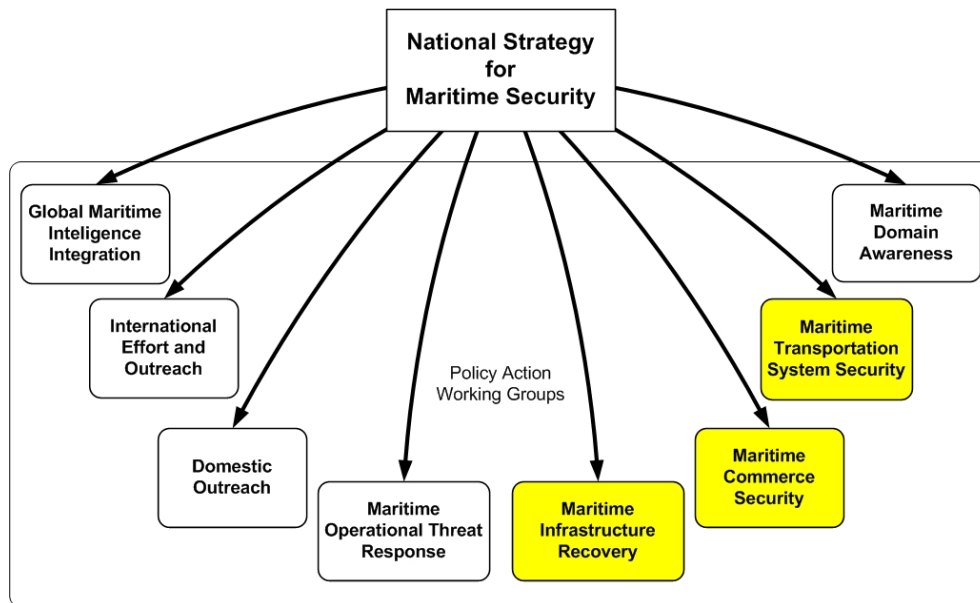 National Strategy
for
Maritime Security
Global Maritime
Inteligence
Integration
Maritime
Domain
Awareness
International
Effort and
Outreach
Maritime
Transportation
System Security
Policy Action
Working Groups
Domestic
Outreach
Maritime
Commerce
Security
Maritime
Operational Threat
Response
Maritime
Infrastructure
Recovery